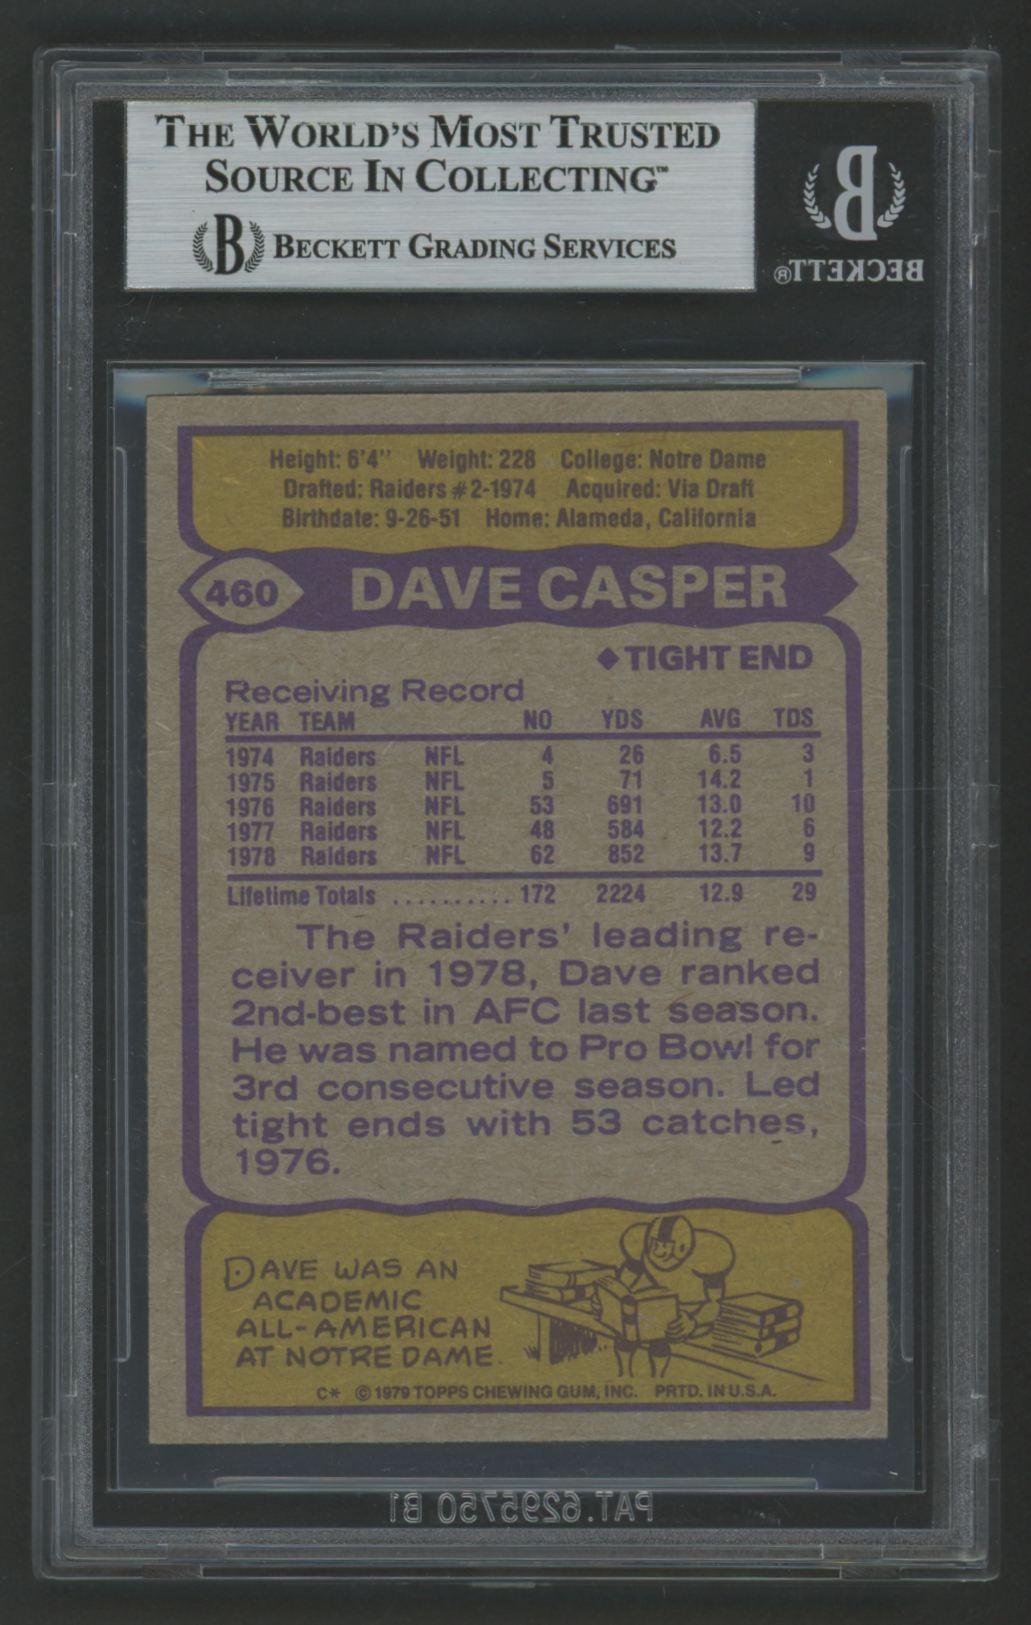 THE WORLD'S MOST TRUSTED
SOURCE IN COLLECTING™
B BECKETT GRADING SERVICES
B
BECKETT®
Height: 6'4" Weight: 228 College: Notre Dame
Drafted: Raiders #2-1974 Acquired: Via Draft
Birthdate: 9-26-51 Home: Alameda, California
460 DAVE CASPER
◆TIGHT END
Receiving Record
YEAR TEAM NO YDS AVG TDS
1974 Raiders NFL 4 26 6.5 3
1975 Raiders NFL 5 71 14.2 1
1976 Raiders NFL 53 691 13.0 10
1977 Raiders NFL 48 584 12.2 6
1978 Raiders NFL 62 852 13.7 9
Lifetime Totals .......... 172 2224 12.9 29
The Raiders' leading re-
ceiver in 1978, Dave ranked
2nd-best in AFC last season.
He was named to Pro Bowl for
3rd consecutive season. Led
tight ends with 53 catches,
1976.
DAVE WAS AN
ACADEMIC
ALL-AMERICAN
AT NOTRE DAME.
C* © 1979 TOPPS CHEWING GUM, INC. PRTD. IN U.S.A.
PAT. 6295750 B1